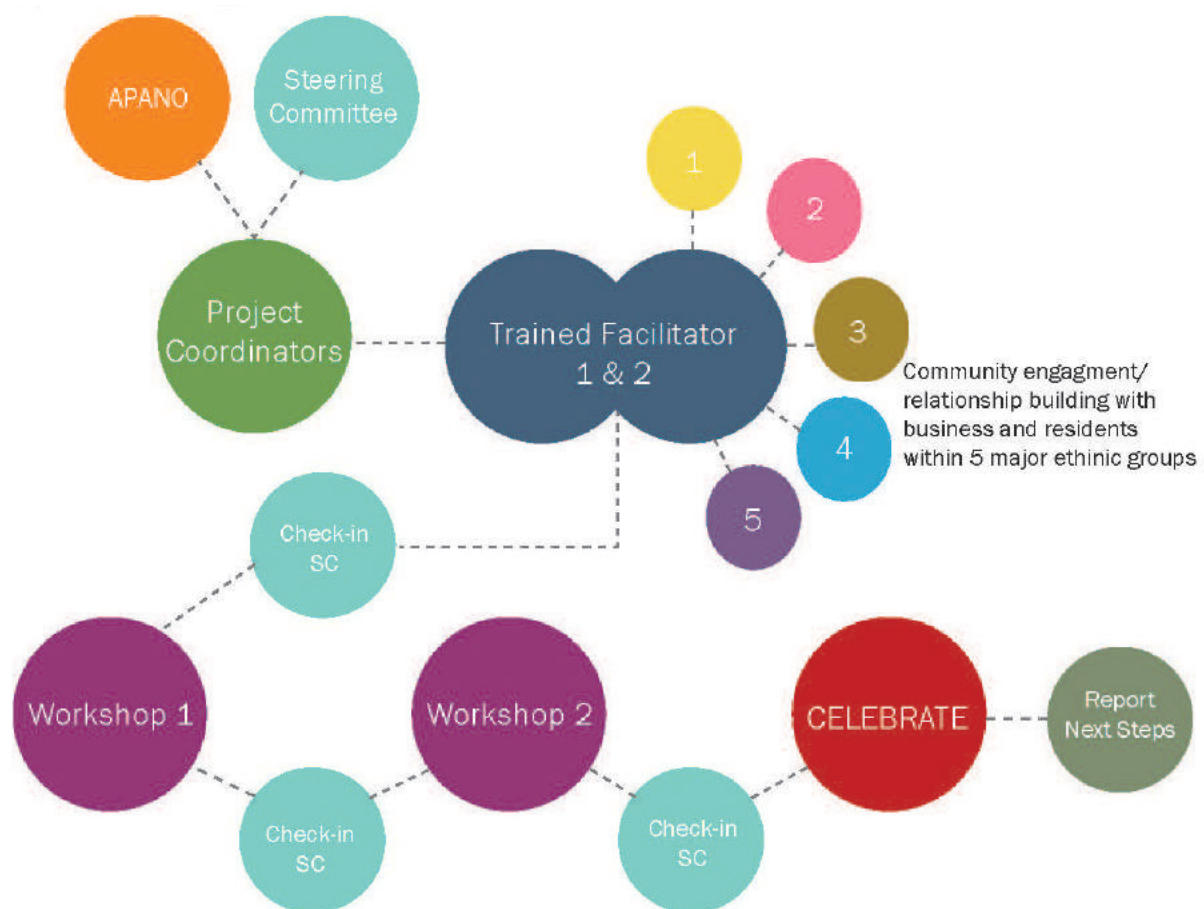 APANO
Steering
Committee
1
2
3
4
5
Project
Coordinators
Trained Facilitator
1 & 2
Community engagment/
relationship building with
business and residents
within 5 major ethinic groups
Check-in
SC
Workshop 1
Workshop 2
CELEBRATE
Report
Next Steps
Check-in
SC
Check-in
SC